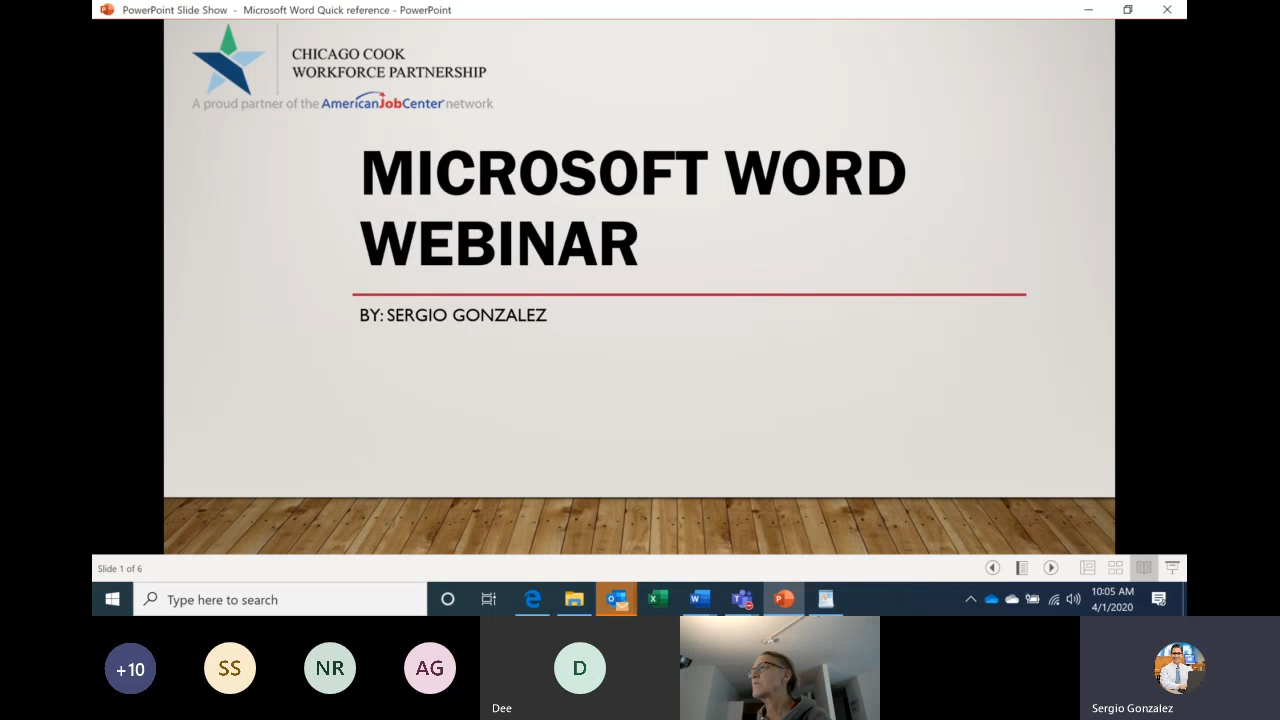 PowerPoint Slide Show - Microsoft Word Quick reference - PowerPoint
CHICAGO COOK
WORKFORCE PARTNERSHIP
A proud partner of the AmericanJobCenter network
MICROSOFT WORD
WEBINAR
BY: SERGIO GONZALEZ
Slide 1 of 6
Type here to search
10:05 AM
4/1/2020
+10
SS
NR
AG
D
Dee
Sergio Gonzalez